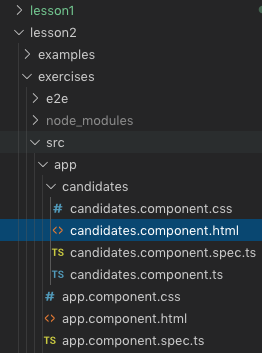 lesson1
lesson2
examples
exercises
e2e
node_modules
src
app
candidates
# candidates.component.css
<> candidates.component.html
TS candidates.component.spec.ts
TS candidates.component.ts
# app.component.css
<> app.component.html
TS app.component.spec.ts